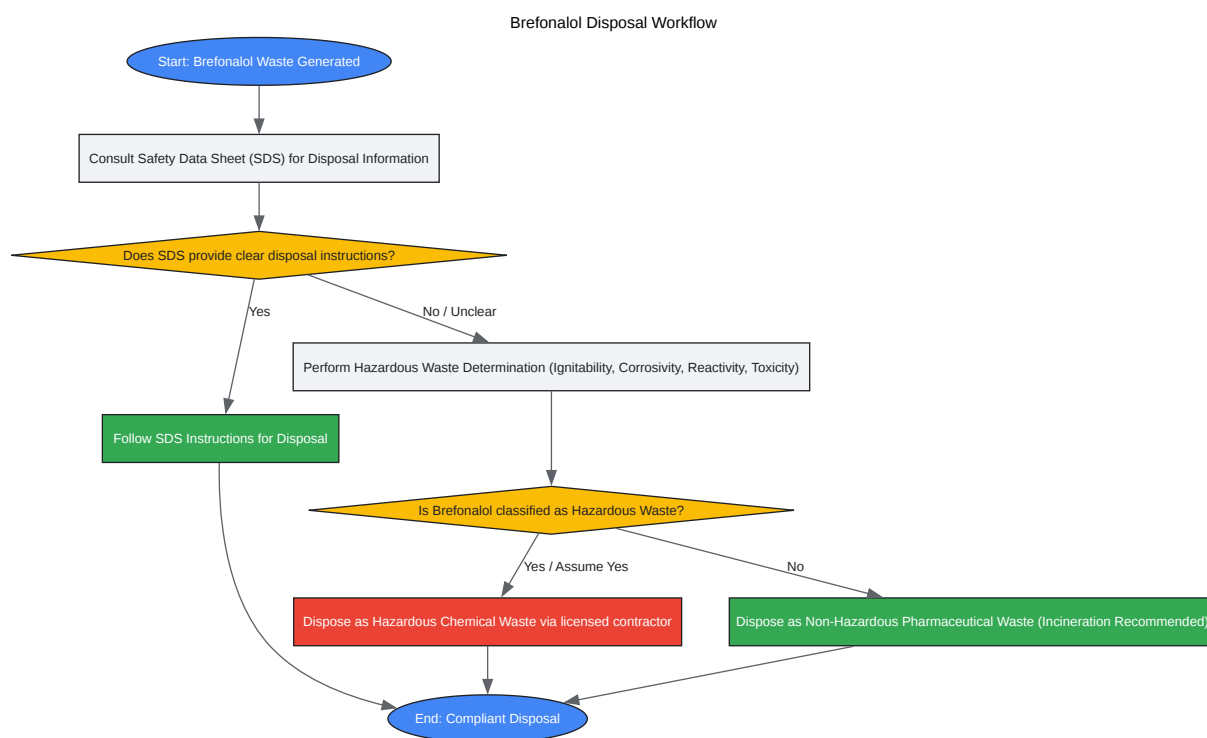 Brefonalol Disposal Workflow
Start: Brefonalol Waste Generated
Consult Safety Data Sheet (SDS) for Disposal Information
Does SDS provide clear disposal instructions?
Yes
No / Unclear
Perform Hazardous Waste Determination (Ignitability, Corrosivity, Reactivity, Toxicity)
Follow SDS Instructions for Disposal
Is Brefonalol classified as Hazardous Waste?
Yes / Assume Yes
No
Dispose as Hazardous Chemical Waste via licensed contractor
Dispose as Non-Hazardous Pharmaceutical Waste (Incineration Recommended)
End: Compliant Disposal